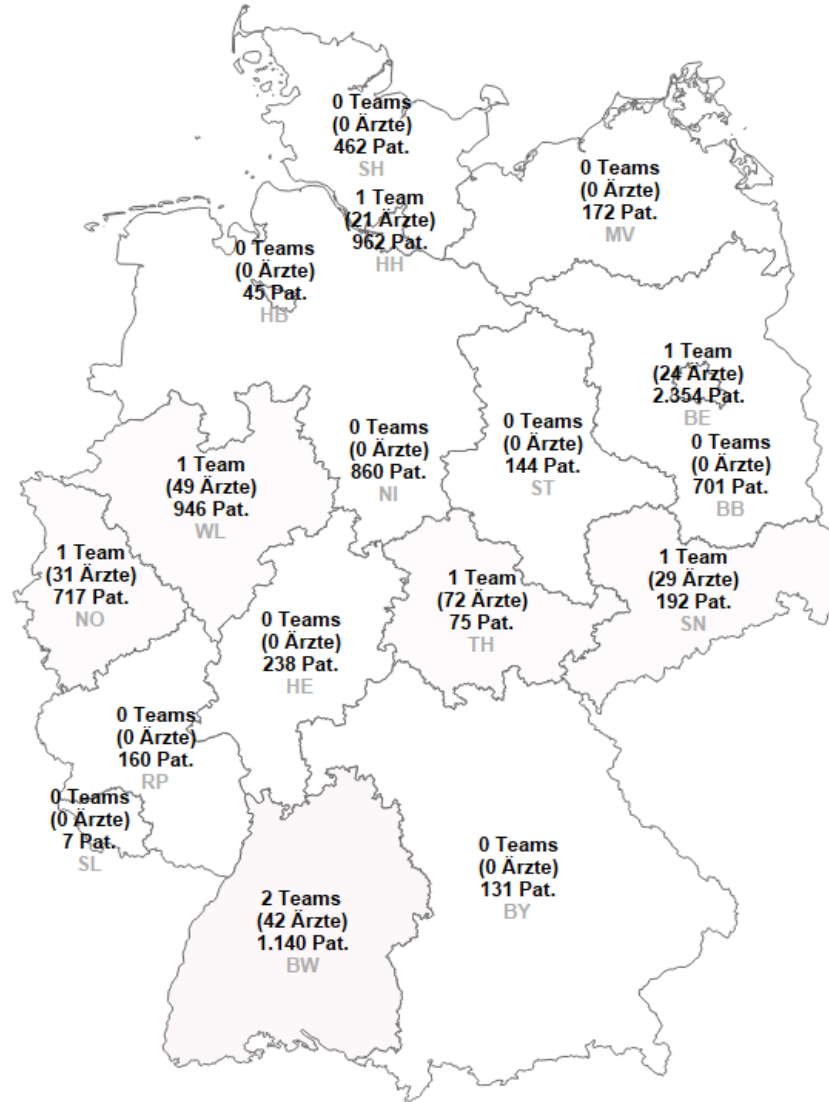 0 Teams
(0 Ärzte)
462 Pat.
SH
0 Teams
(0 Ärzte)
172 Pat.
MV
1 Team
(21 Ärzte)
962 Pat.
HH
0 Teams
(0 Ärzte)
45 Pat.
HB
1 Team
(24 Ärzte)
2.354 Pat.
BE
0 Teams
(0 Ärzte)
860 Pat.
NI
0 Teams
(0 Ärzte)
144 Pat.
ST
0 Teams
(0 Ärzte)
701 Pat.
BB
1 Team
(49 Ärzte)
946 Pat.
WL
1 Team
(31 Ärzte)
717 Pat.
NO
1 Team
(72 Ärzte)
75 Pat.
TH
1 Team
(29 Ärzte)
192 Pat.
SN
0 Teams
(0 Ärzte)
238 Pat.
HE
0 Teams
(0 Ärzte)
160 Pat.
RP
0 Teams
(0 Ärzte)
7 Pat.
SL
0 Teams
(0 Ärzte)
131 Pat.
BY
2 Teams
(42 Ärzte)
1.140 Pat.
BW